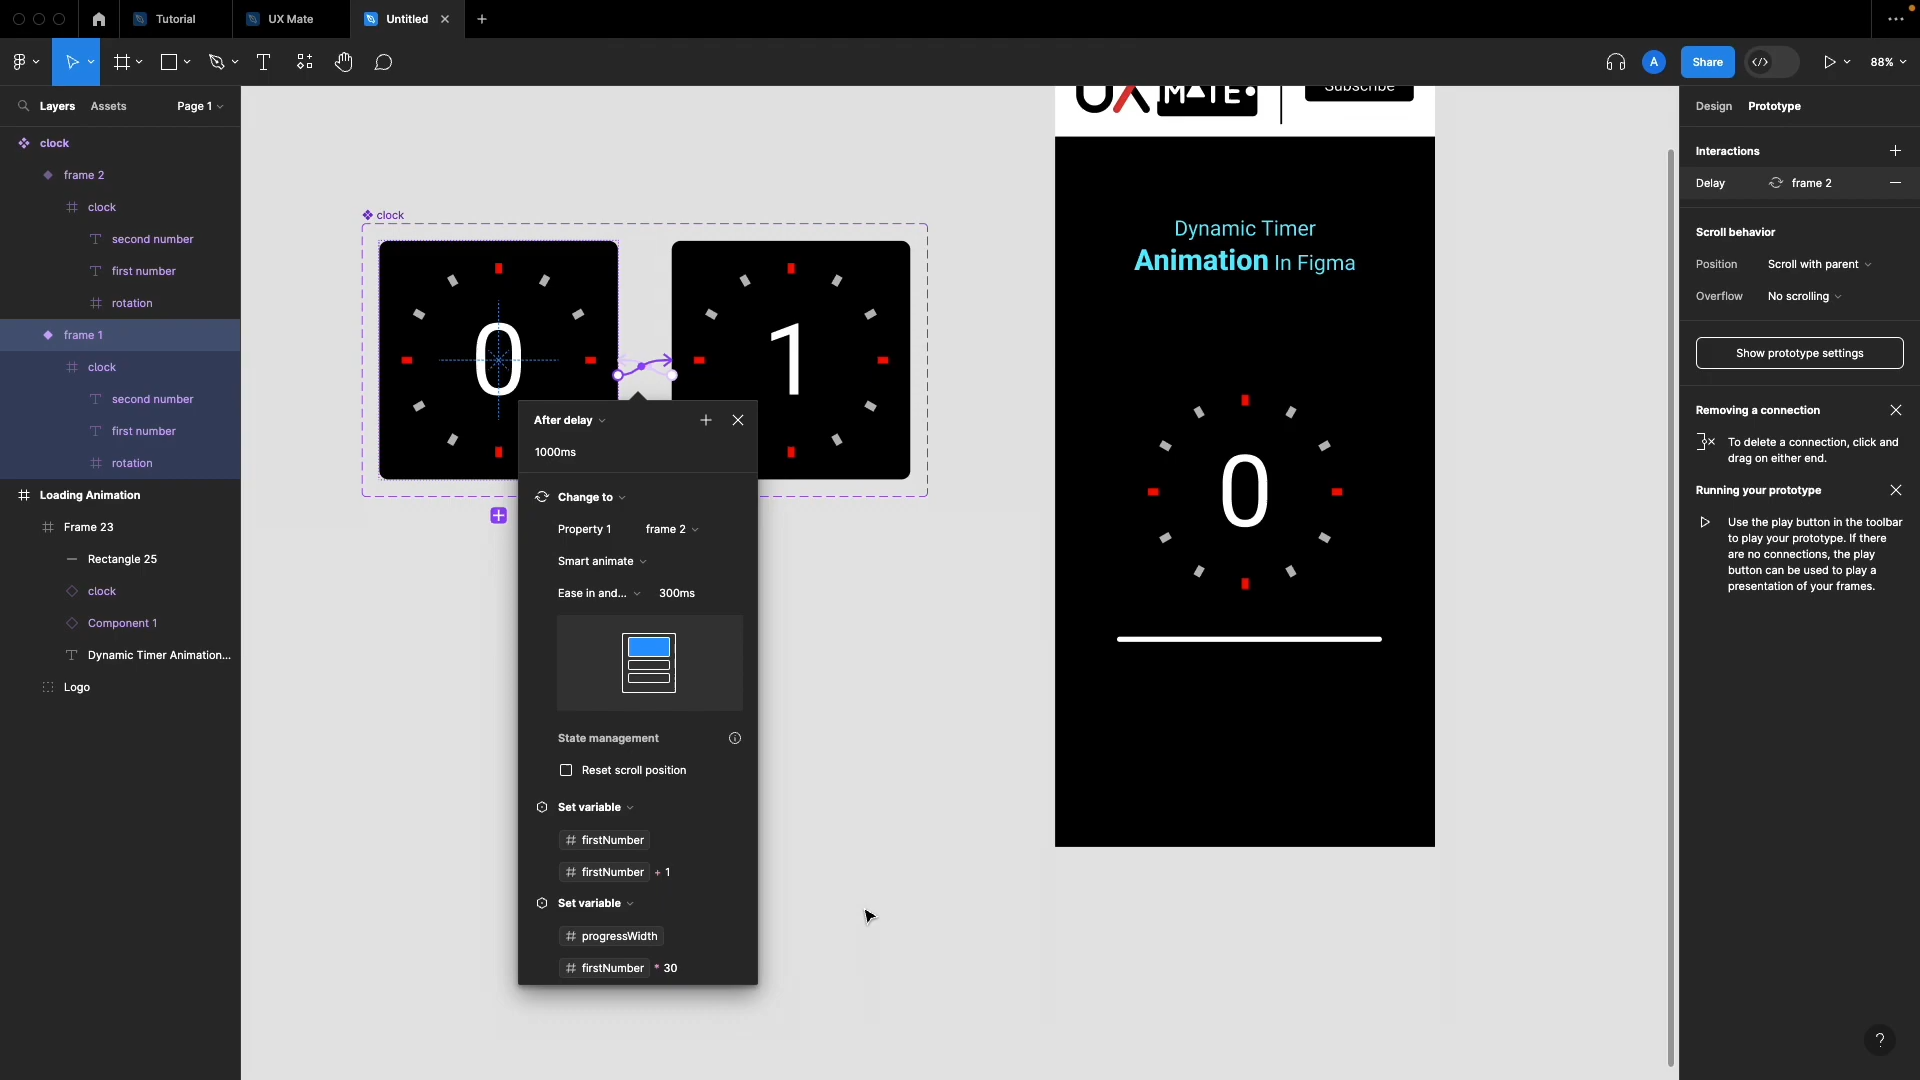 Tutorial
UX Mate
Untitled
A
Share
88%
Layers
Assets
Page 1
clock
frame 2
clock
second number
first number
rotation
frame 1
clock
second number
first number
rotation
Loading Animation
Frame 23
Rectangle 25
clock
Component 1
Dynamic Timer Animation...
Logo
clock
0
1
After delay
1000ms
Change to
Property 1 frame 2
Smart animate
Ease in and... 300ms
State management
Reset scroll position
Set variable
# firstNumber
# firstNumber + 1
Set variable
# progressWidth
# firstNumber * 30
UX MATE
Subscribe
Dynamic Timer
Animation In Figma
0
Design
Prototype
Interactions
Delay frame 2
Scroll behavior
Position Scroll with parent
Overflow No scrolling
Show prototype settings
Removing a connection
To delete a connection, click and
drag on either end.
Running your prototype
Use the play button in the toolbar
to play your prototype. If there
are no connections, the play
button can be used to play a
presentation of your frames.
?